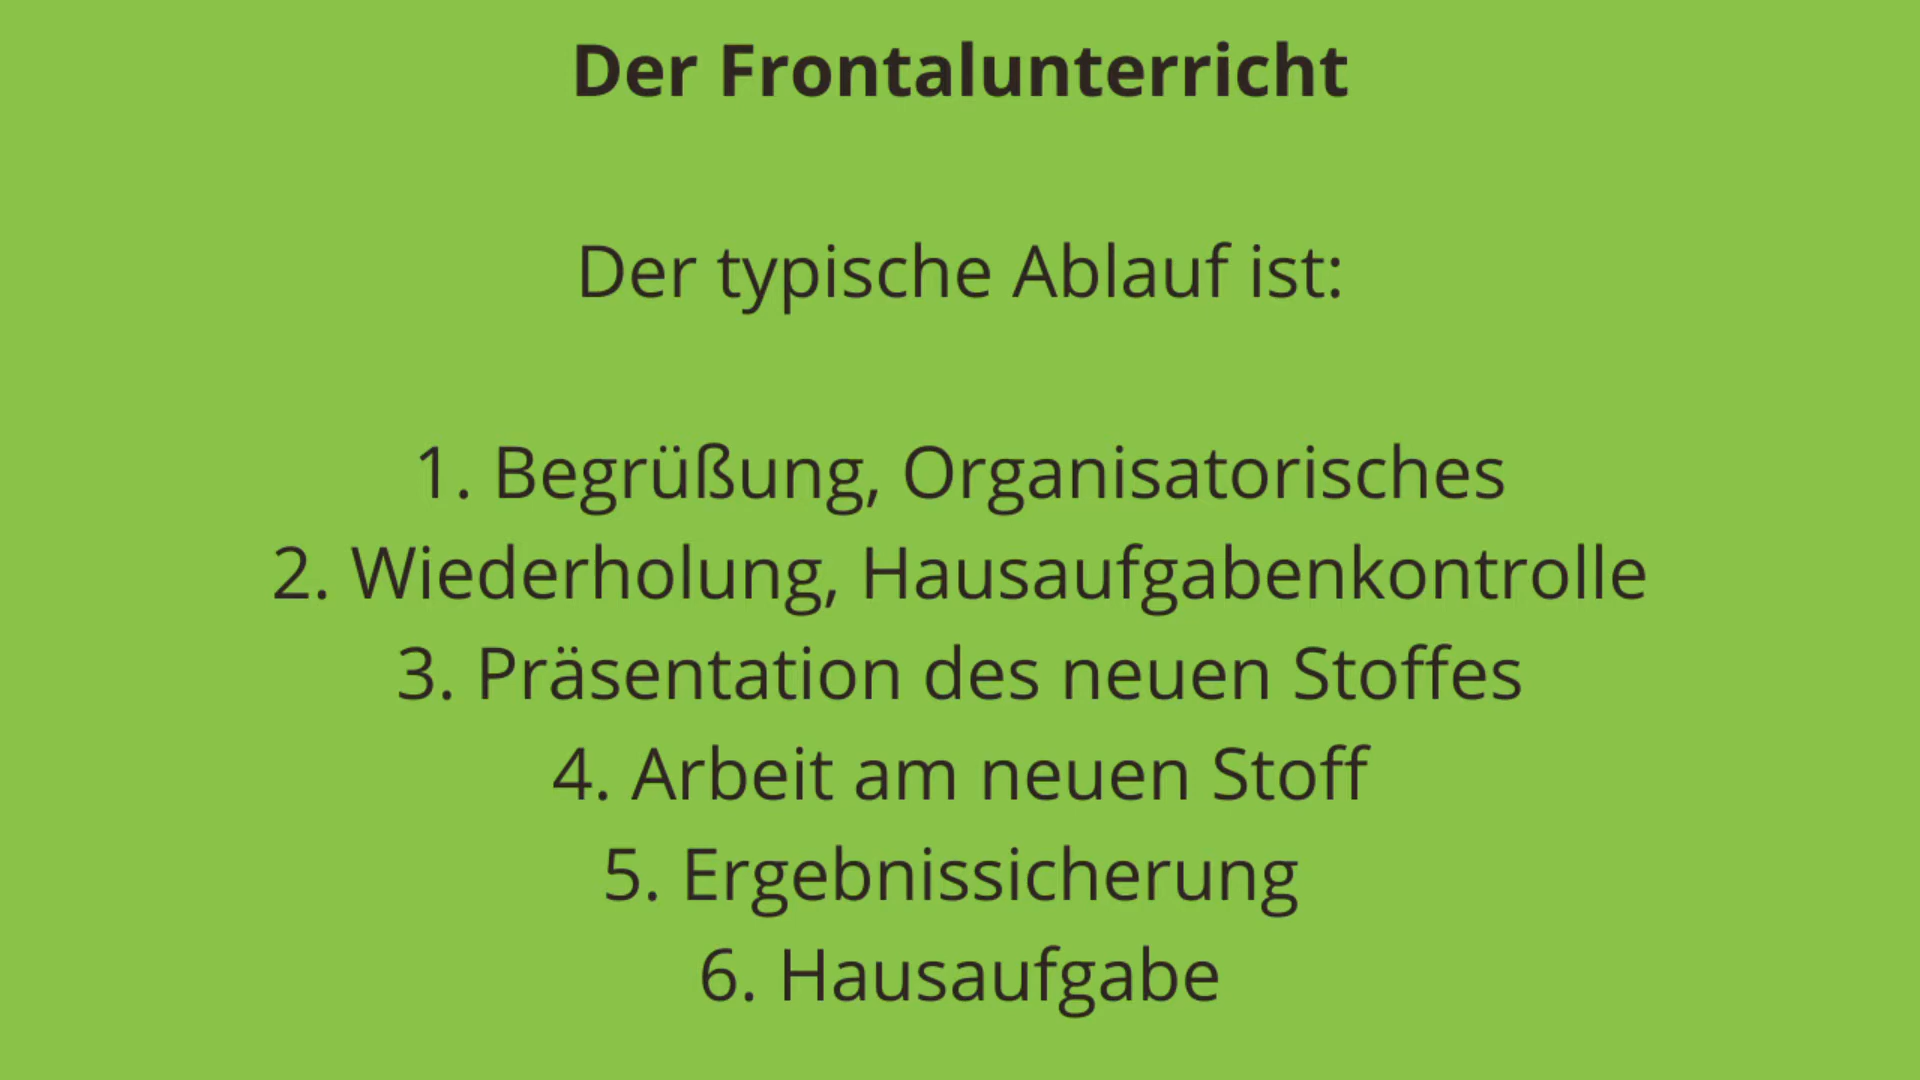 Der Frontalunterricht
Der typische Ablauf ist:
1. Begrüßung, Organisatorisches
2. Wiederholung, Hausaufgabenkontrolle
3. Präsentation des neuen Stoffes
4. Arbeit am neuen Stoff
5. Ergebnissicherung
6. Hausaufgabe